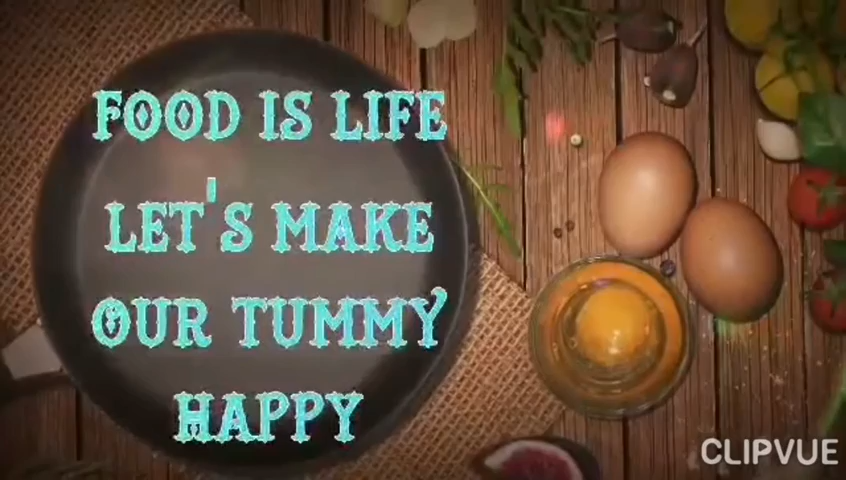 FOOD IS LIFE
LET'S MAKE
OUR TUMMY
HAPPY
CLIPVUE